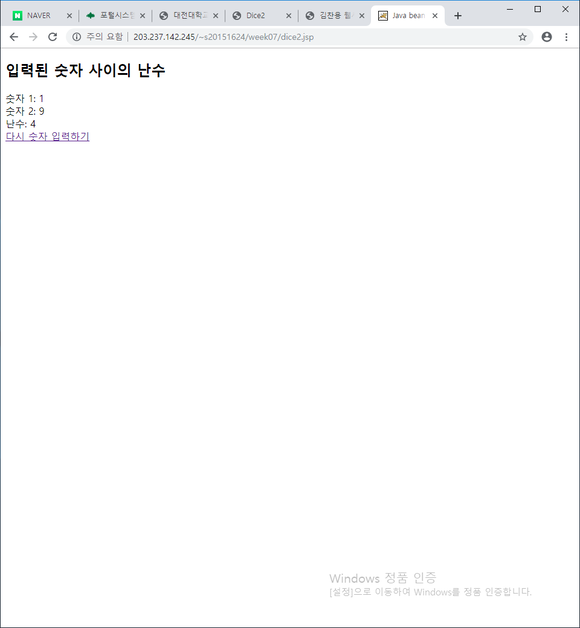 NAVER
포털시스템
대전대학교
Dice2
김찬용 웹
Java bean
주의 요함 | 203.237.142.245/~s20151624/week07/dice2.jsp
입력된 숫자 사이의 난수
숫자 1: 1
숫자 2: 9
난수: 4
다시 숫자 입력하기
Windows 정품 인증
[설정]으로 이동하여 Windows를 정품 인증합니다.